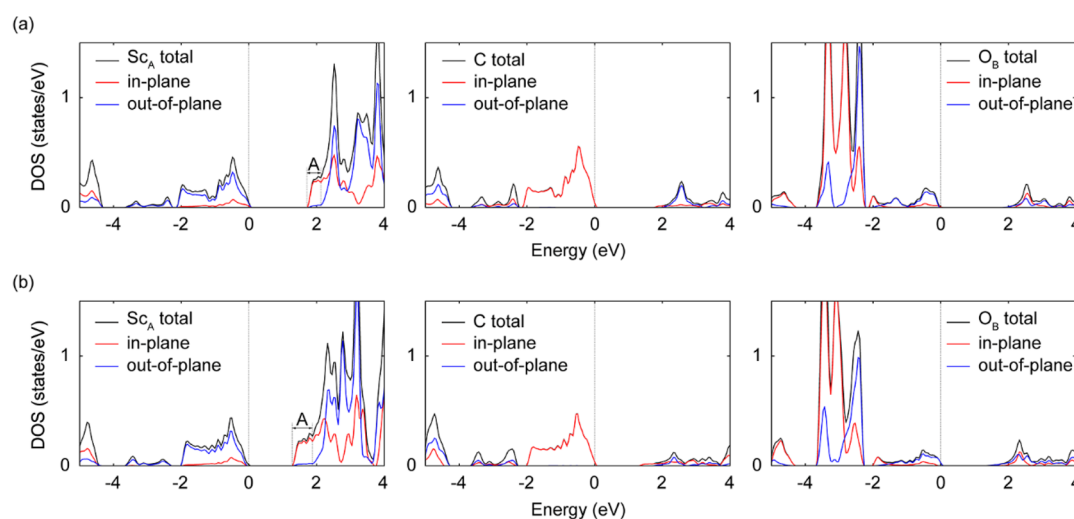 (a)
Sc_A total
in-plane
out-of-plane
C total
in-plane
out-of-plane
O_B total
in-plane
out-of-plane
DOS (states/eV)
1
0
A
-4 -2 0 2 4
-4 -2 0 2 4
-4 -2 0 2 4
Energy (eV)
(b)
Sc_A total
in-plane
out-of-plane
C total
in-plane
out-of-plane
O_B total
in-plane
out-of-plane
DOS (states/eV)
1
0
A
-4 -2 0 2 4
-4 -2 0 2 4
-4 -2 0 2 4
Energy (eV)